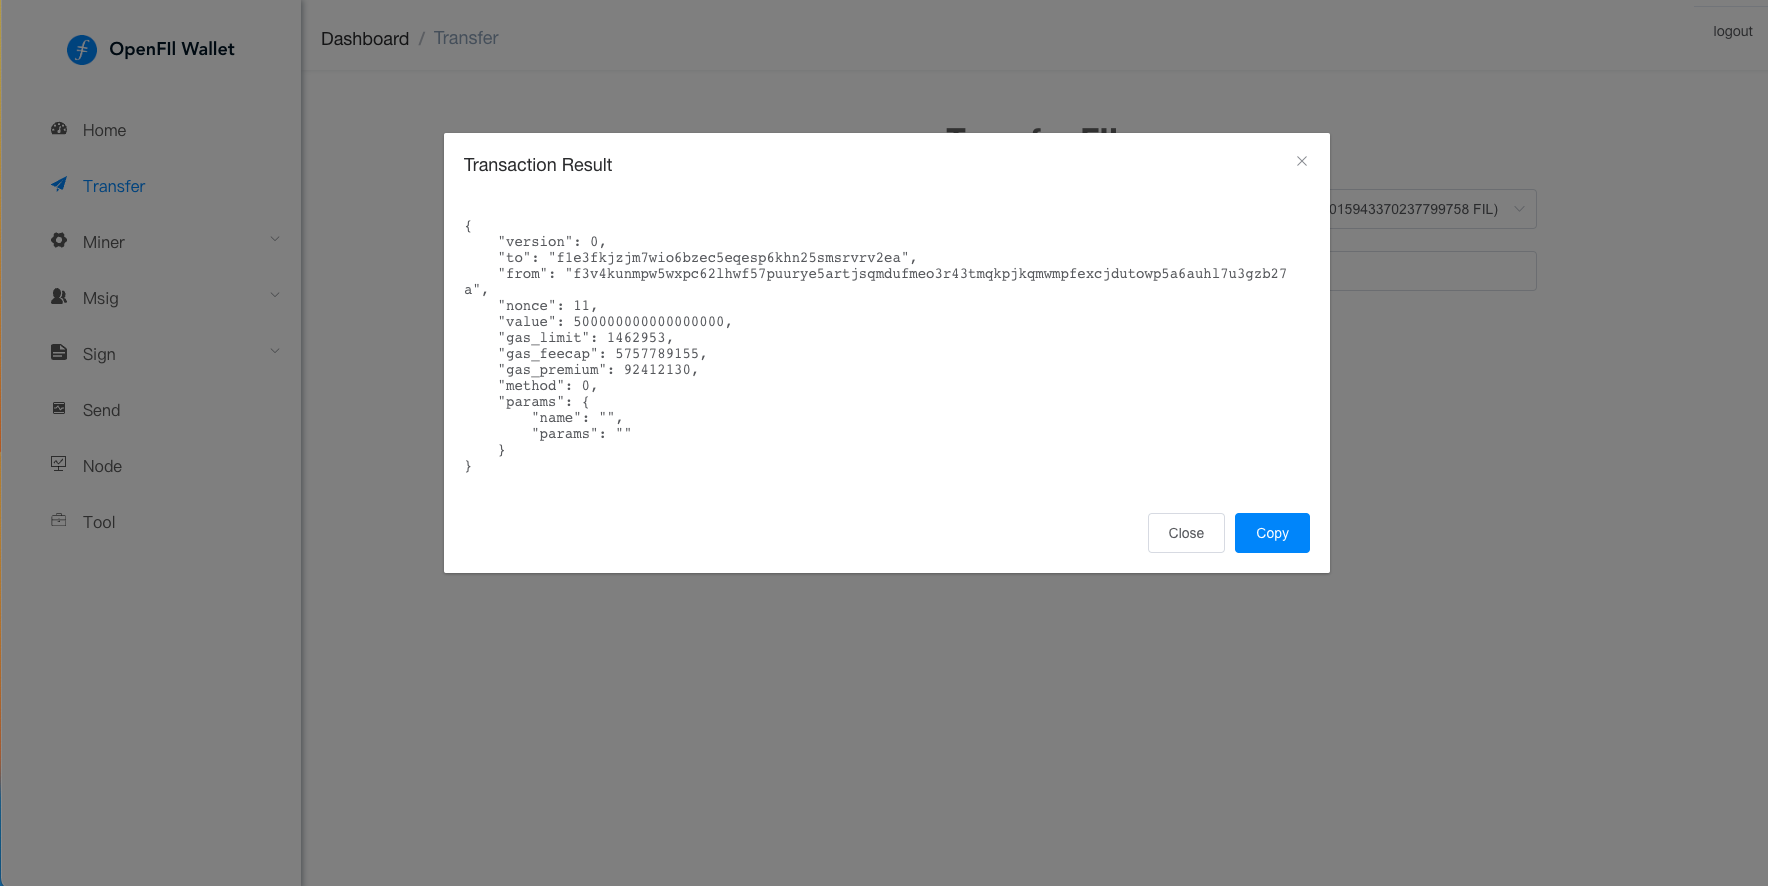 OpenFIl Wallet
Dashboard / Transfer
logout
Home
Transfer
Miner
Msig
Sign
Send
Node
Tool
015943370237799758 FIL)
Transaction Result
{
    "version": 0,
    "to": "f1e3fkjzjm7wio6bzec5eqesp6khn25smsrvrv2ea",
    "from": "f3v4kunmpw5wxpc62lhwf57puurye5artjsqmdufmeo3r43tmqkpjkqmwmpfexcjdutowp5a6auhl7u3gzb27
a",
    "nonce": 11,
    "value": 500000000000000000,
    "gas_limit": 1462953,
    "gas_feecap": 5757789155,
    "gas_premium": 92412130,
    "method": 0,
    "params": {
        "name": "",
        "params": ""
    }
}
Close
Copy